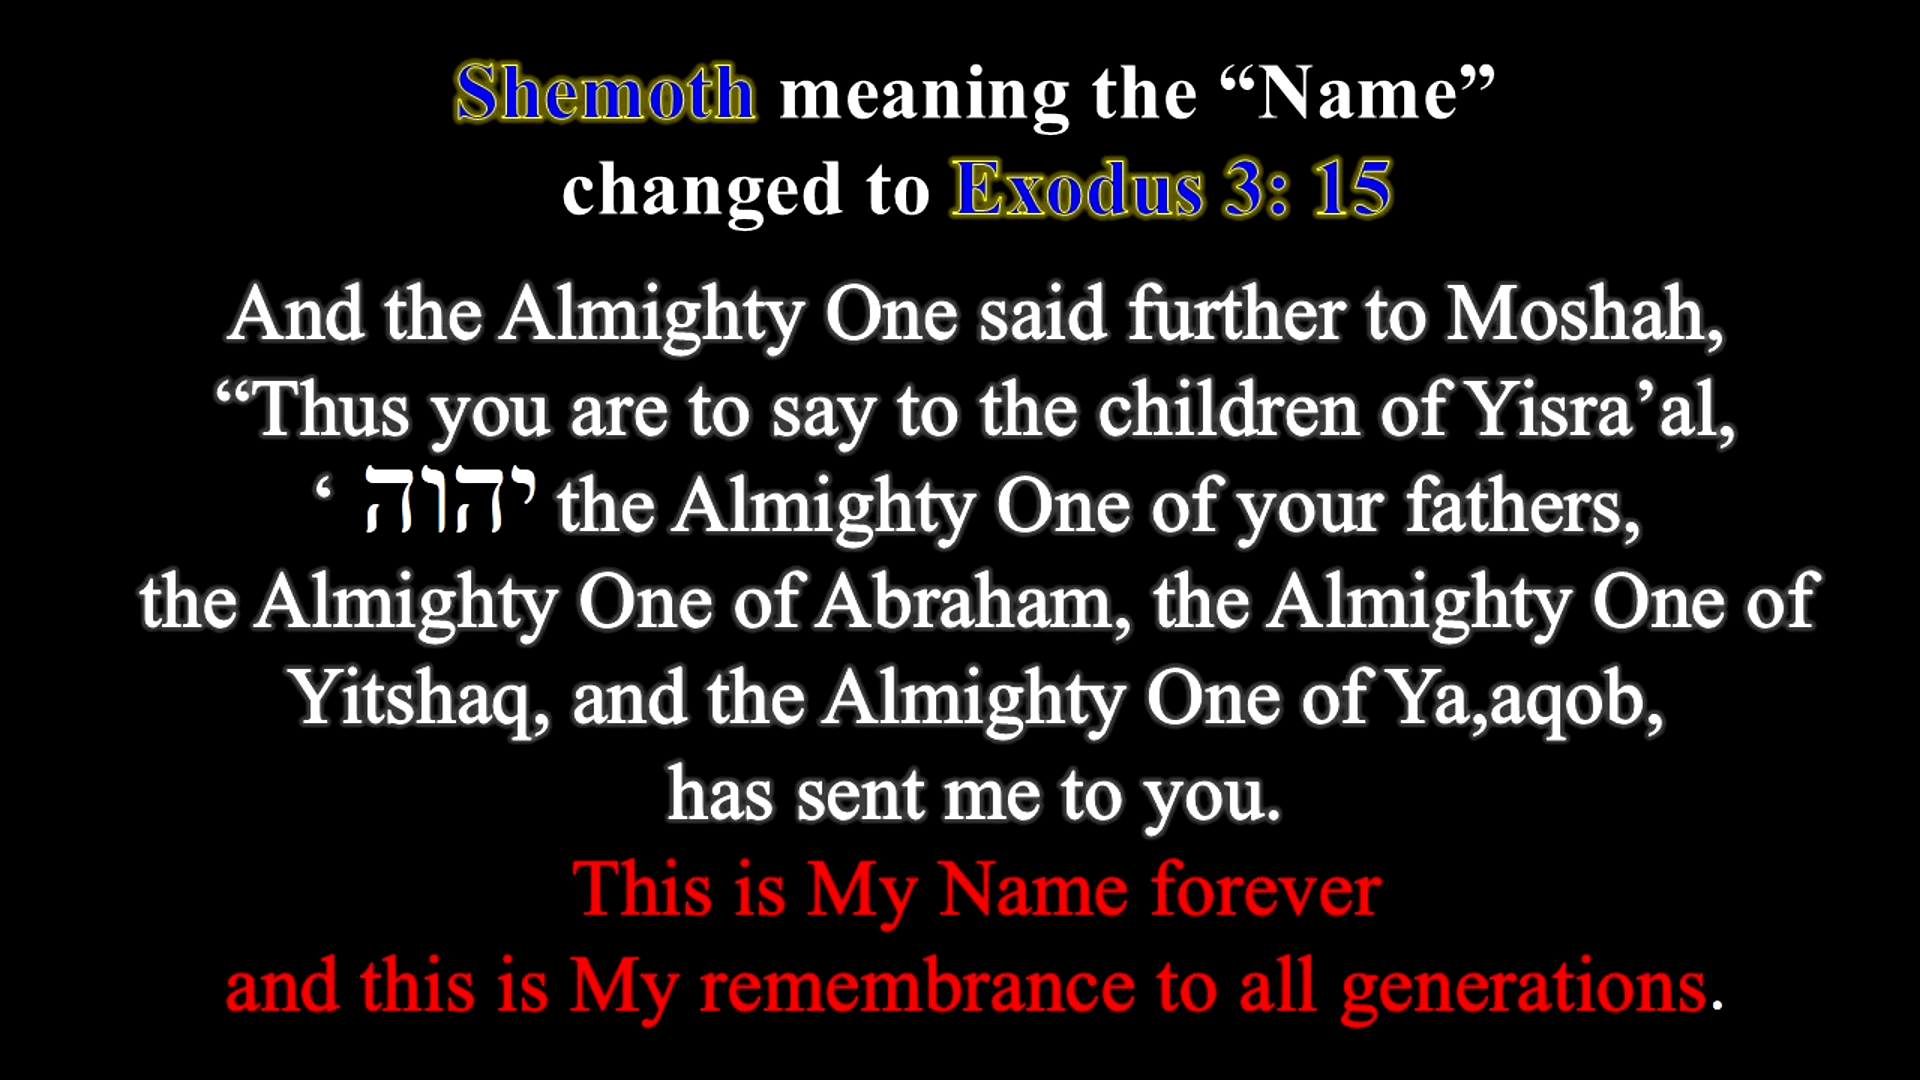 Shemoth meaning the “Name”
changed to Exodus 3: 15
And the Almighty One said further to Moshah,
“Thus you are to say to the children of Yisra’al,
‘ יהוה the Almighty One of your fathers,
the Almighty One of Abraham, the Almighty One of
Yitshaq, and the Almighty One of Ya,aqob,
has sent me to you.
This is My Name forever
and this is My remembrance to all generations.